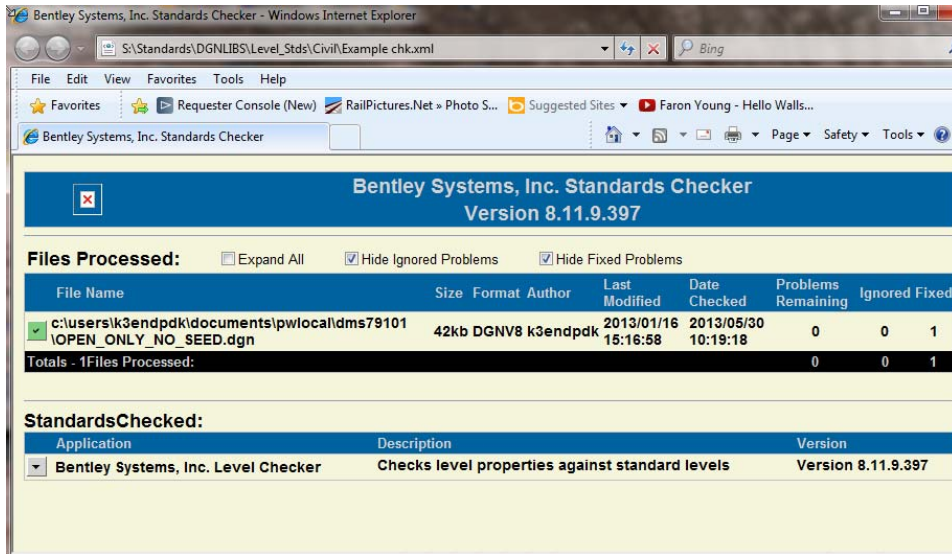 Bentley Systems, Inc. Standards Checker - Windows Internet Explorer
S:\Standards\DGNLIBS\Level_Stds\Civil\Example chk.xml
Bing
File Edit View Favorites Tools Help
Favorites Requester Console (New) RailPictures.Net » Photo S... Suggested Sites Faron Young - Hello Walls...
Bentley Systems, Inc. Standards Checker Page Safety Tools
Bentley Systems, Inc. Standards Checker
Version 8.11.9.397
Files Processed: Expand All Hide Ignored Problems Hide Fixed Problems
File Name Size Format Author Last Modified Date Checked Problems Remaining Ignored Fixed
c:\users\k3endpdk\documents\pwlocal\dms79101
\OPEN_ONLY_NO_SEED.dgn 42kb DGNV8 k3endpdk 2013/01/16 15:16:58 2013/05/30 10:19:18 0 0 1
Totals - 1Files Processed: 0 0 1
StandardsChecked:
Application Description Version
Bentley Systems, Inc. Level Checker Checks level properties against standard levels Version 8.11.9.397